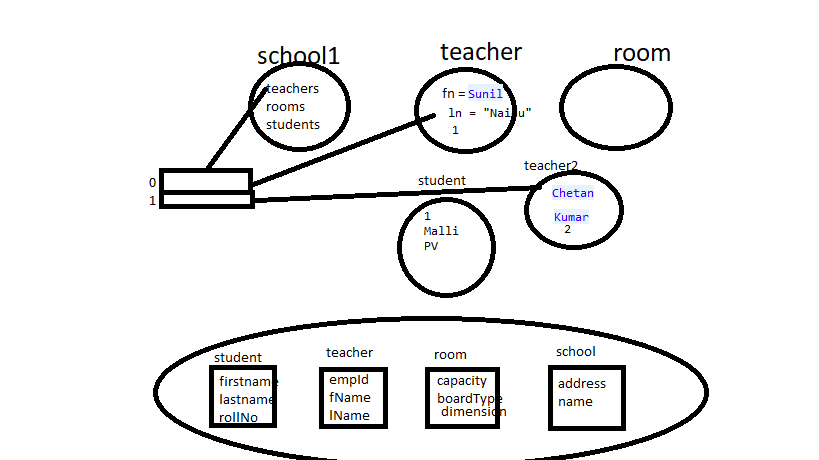 school1
teacher
room
teachers
rooms
students
fn = Sunil
ln = "Naidu"
1
0
1
student
1
Malli
PV
teacher2
Chetan
Kumar
2
student
firstname
lastname
rollNo
teacher
empId
fName
lName
room
capacity
boardType
dimension
school
address
name